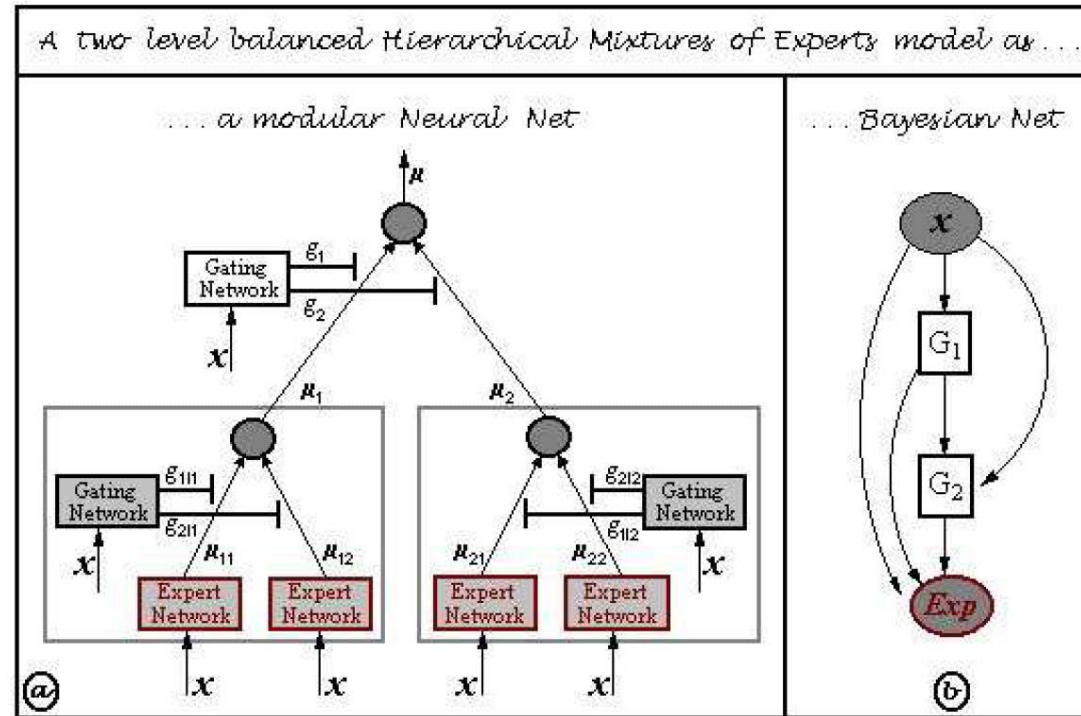 A two level balanced Hierarchical Mixtures of Experts model as ...
... a modular Neural Net
μ
Gating
Network
g1
g2
x
μ1
μ2
Gating
Network
g1|1
g2|1
x
μ11
μ12
Expert
Network
Expert
Network
x
x
g2|2
g1|2
Gating
Network
x
μ21
μ22
Expert
Network
Expert
Network
x
x
a
... Bayesian Net
x
G1
G2
Exp
b